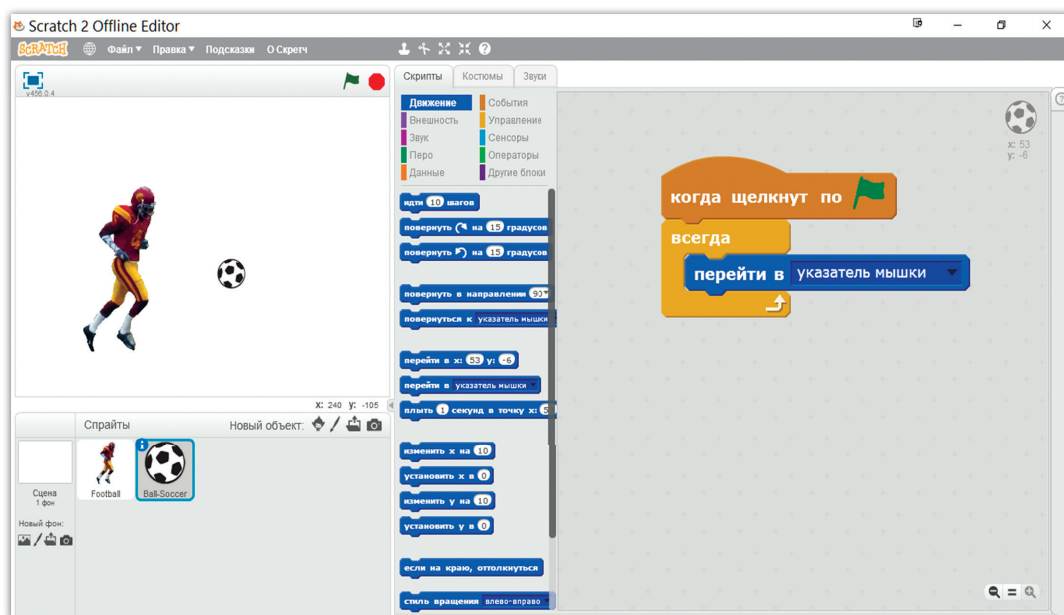 Scratch 2 Offline Editor
SCRATCH Файл Правка Подсказки О Скретч
v456.0.4
Скрипты Костюмы Звуки
Движение События
Внешность Управление
Звук Сенсоры
Перо Операторы
Данные Другие блоки
идти 10 шагов
повернуть на 15 градусов
повернуть на 15 градусов
повернуть в направлении 90
повернуться к указатель мышки
перейти в x: 53 y: -6
перейти в указатель мышки
плыть 1 секунд в точку x: 5
изменить x на 10
установить x в 0
изменить y на 10
установить y в 0
если на краю, оттолкнуться
стиль вращения влево-вправо
x: 53
y: -6
когда щелкнут по
всегда
перейти в указатель мышки
x: 240 y: -105
Спрайты Новый объект:
Сцена
1 фон
Новый фон:
Football Ball-Soccer